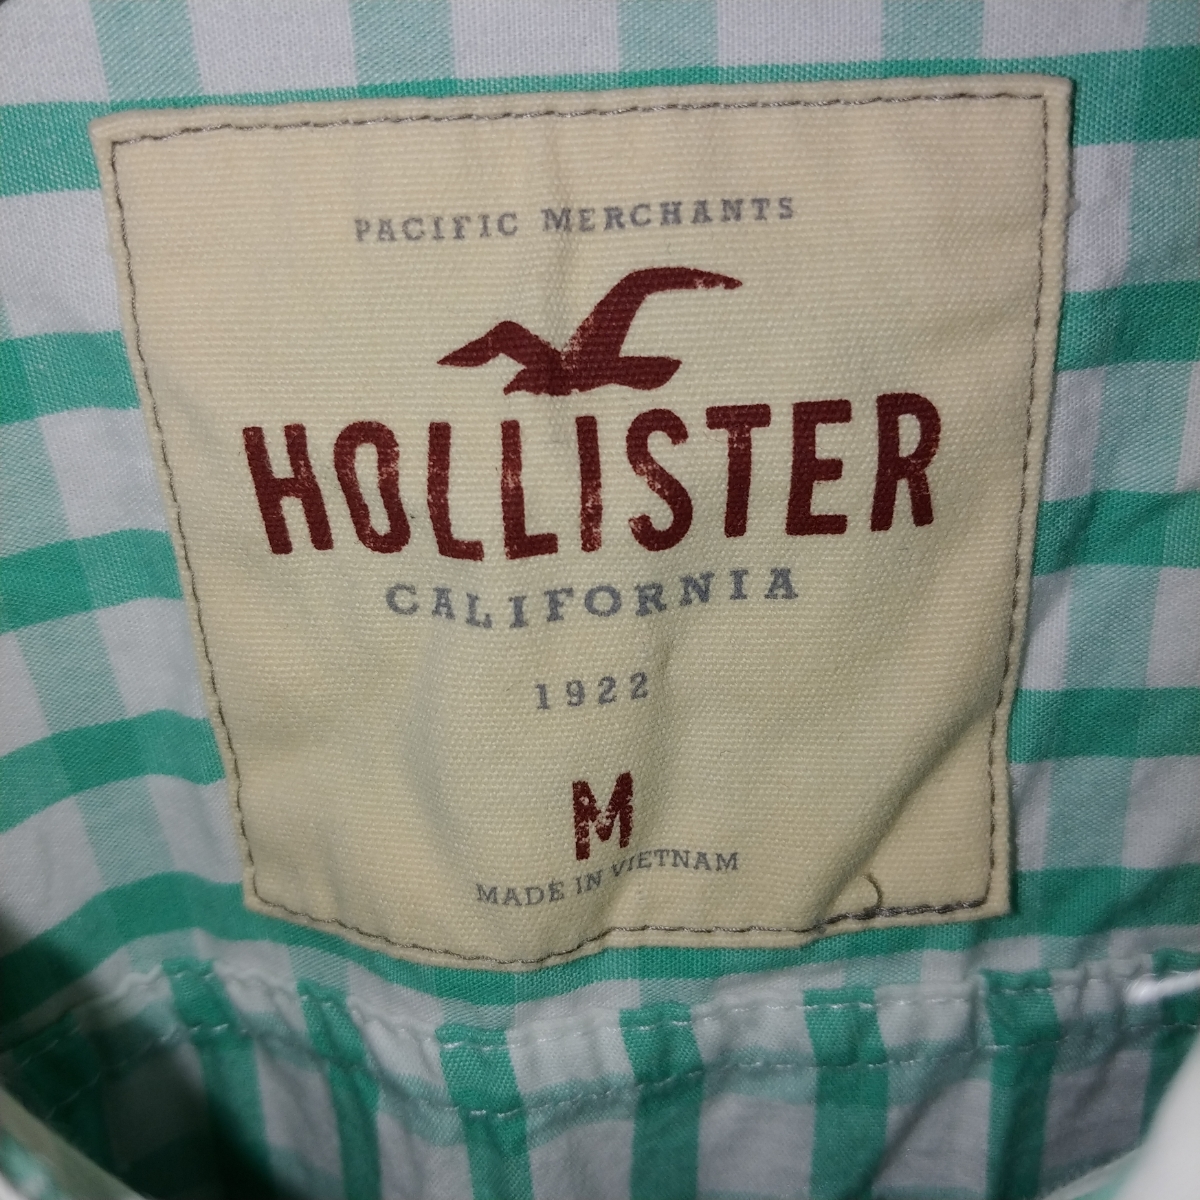 PACIFIC MERCHANTS
HOLLISTER
CALIFORNIA
1922
M
MADE IN VIETNAM